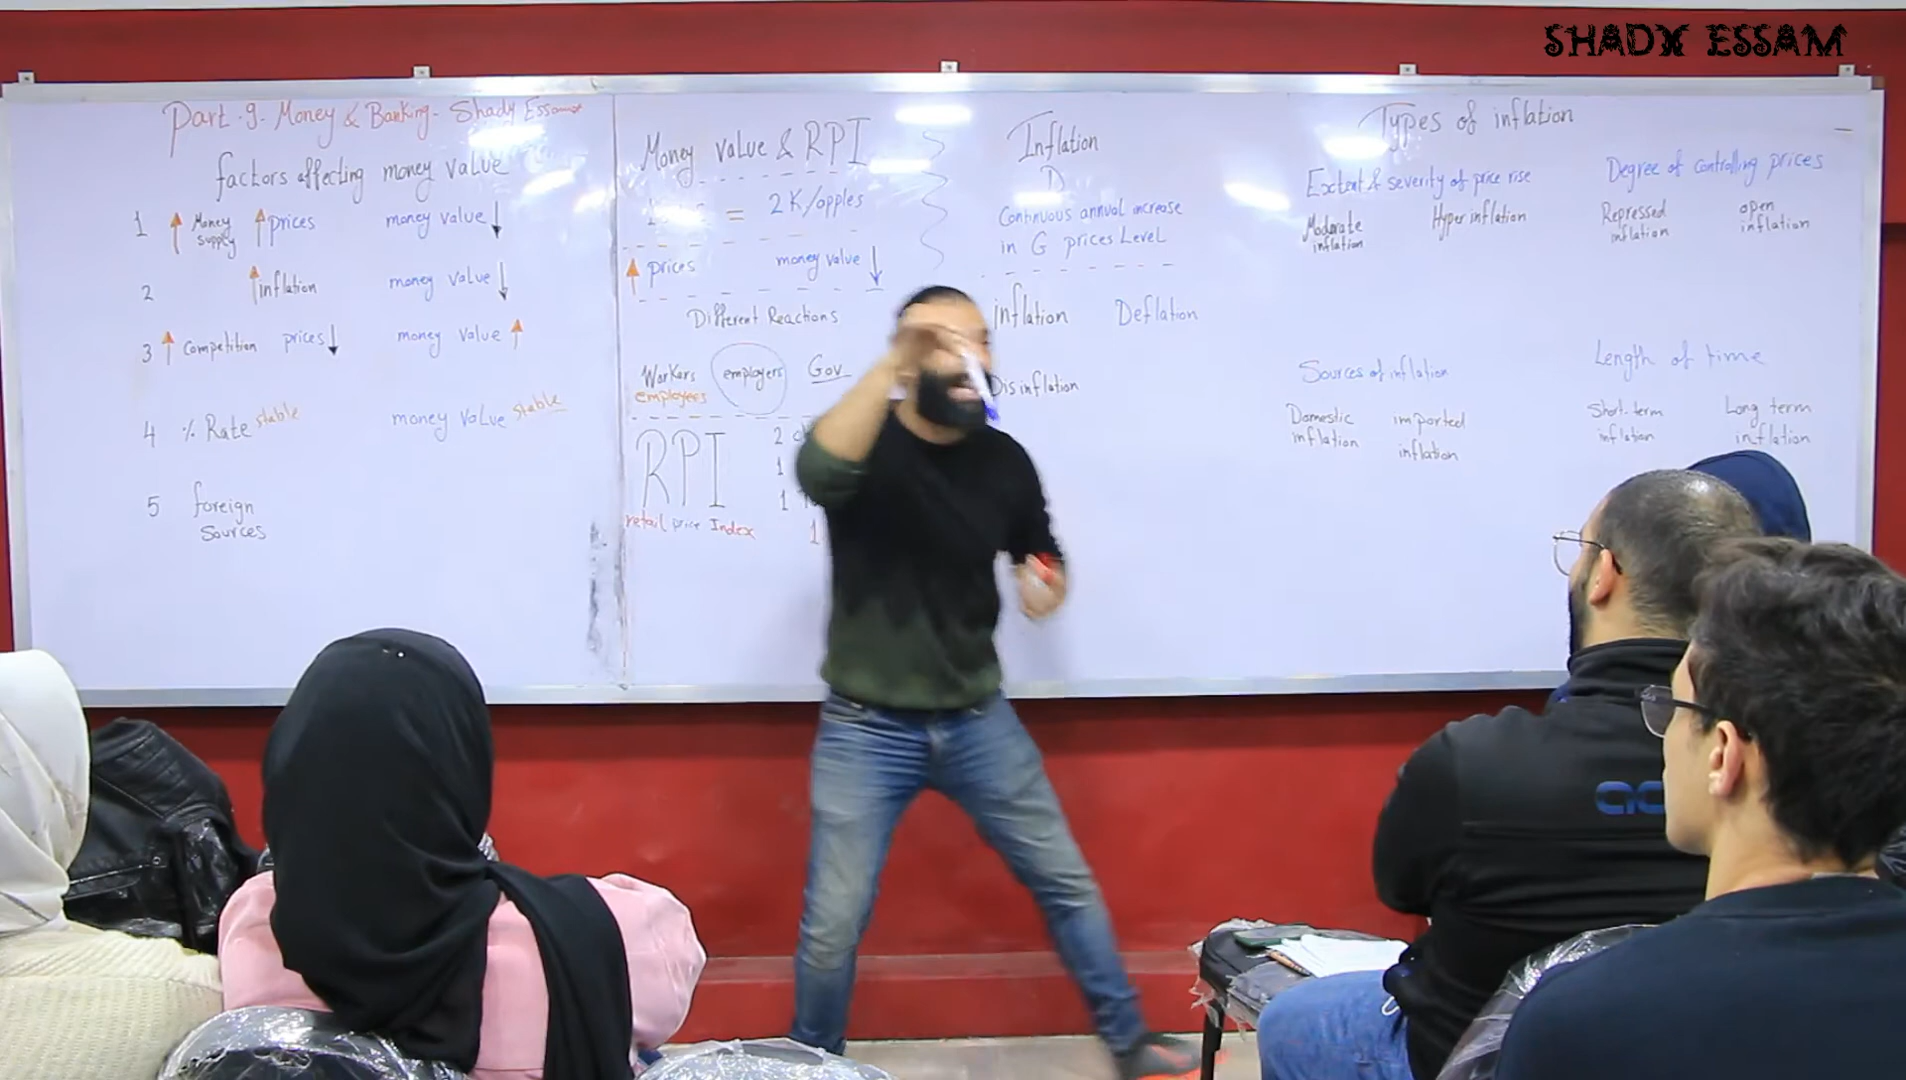 SHADY ESSAM
Part.9. Money & Banking - Shady Essam
factors affecting money value
1 ↑ Money supply ↑ prices money value ↓
2 ↑ inflation money value ↓
3 ↑ Competition prices ↓ money value ↑
4 % Rate stable money value stable
5 foreign
Sources
Money value & RPI
= 2 K/apples
↑ prices money value ↓
Different Reactions
Workers employers Gov
employers
RPI
retail price Index
2
1
1
1
Inflation
D
Continuous annual increase
in G prices Level
inflation Deflation
Disinflation
Types of inflation
Extent & severity of price rise
Moderate inflation
Hyper inflation
Degree of controlling prices
Repressed inflation
open inflation
Sources of inflation
Domestic inflation
imported inflation
Length of time
Short-term inflation
Long term inflation